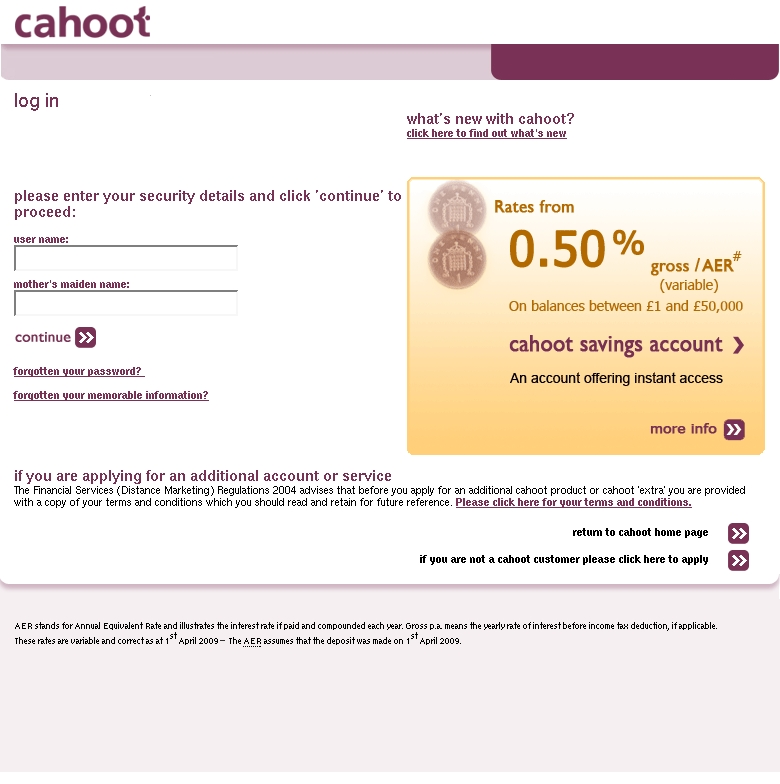 cahoot
log in
what's new with cahoot?
click here to find out what's new
please enter your security details and click 'continue' to
proceed:
user name:
mother's maiden name:
continue
forgotten your password?
forgotten your memorable information?
Rates from
0.50%
gross / AER#
(variable)
On balances between £1 and £50,000
cahoot savings account
An account offering instant access
more info
if you are applying for an additional account or service
The Financial Services (Distance Marketing) Regulations 2004 advises that before you apply for an additional cahoot product or cahoot 'extra' you are provided
with a copy of your terms and conditions which you should read and retain for future reference. Please click here for your terms and conditions.
return to cahoot home page
if you are not a cahoot customer please click here to apply
AER stands for Annual Equivalent Rate and illustrates the interest rate if paid and compounded each year. Gross p.a. means the yearly rate of interest before income tax deduction, if applicable.
These rates are variable and correct as at 1st April 2009 – The AER assumes that the deposit was made on 1st April 2009.